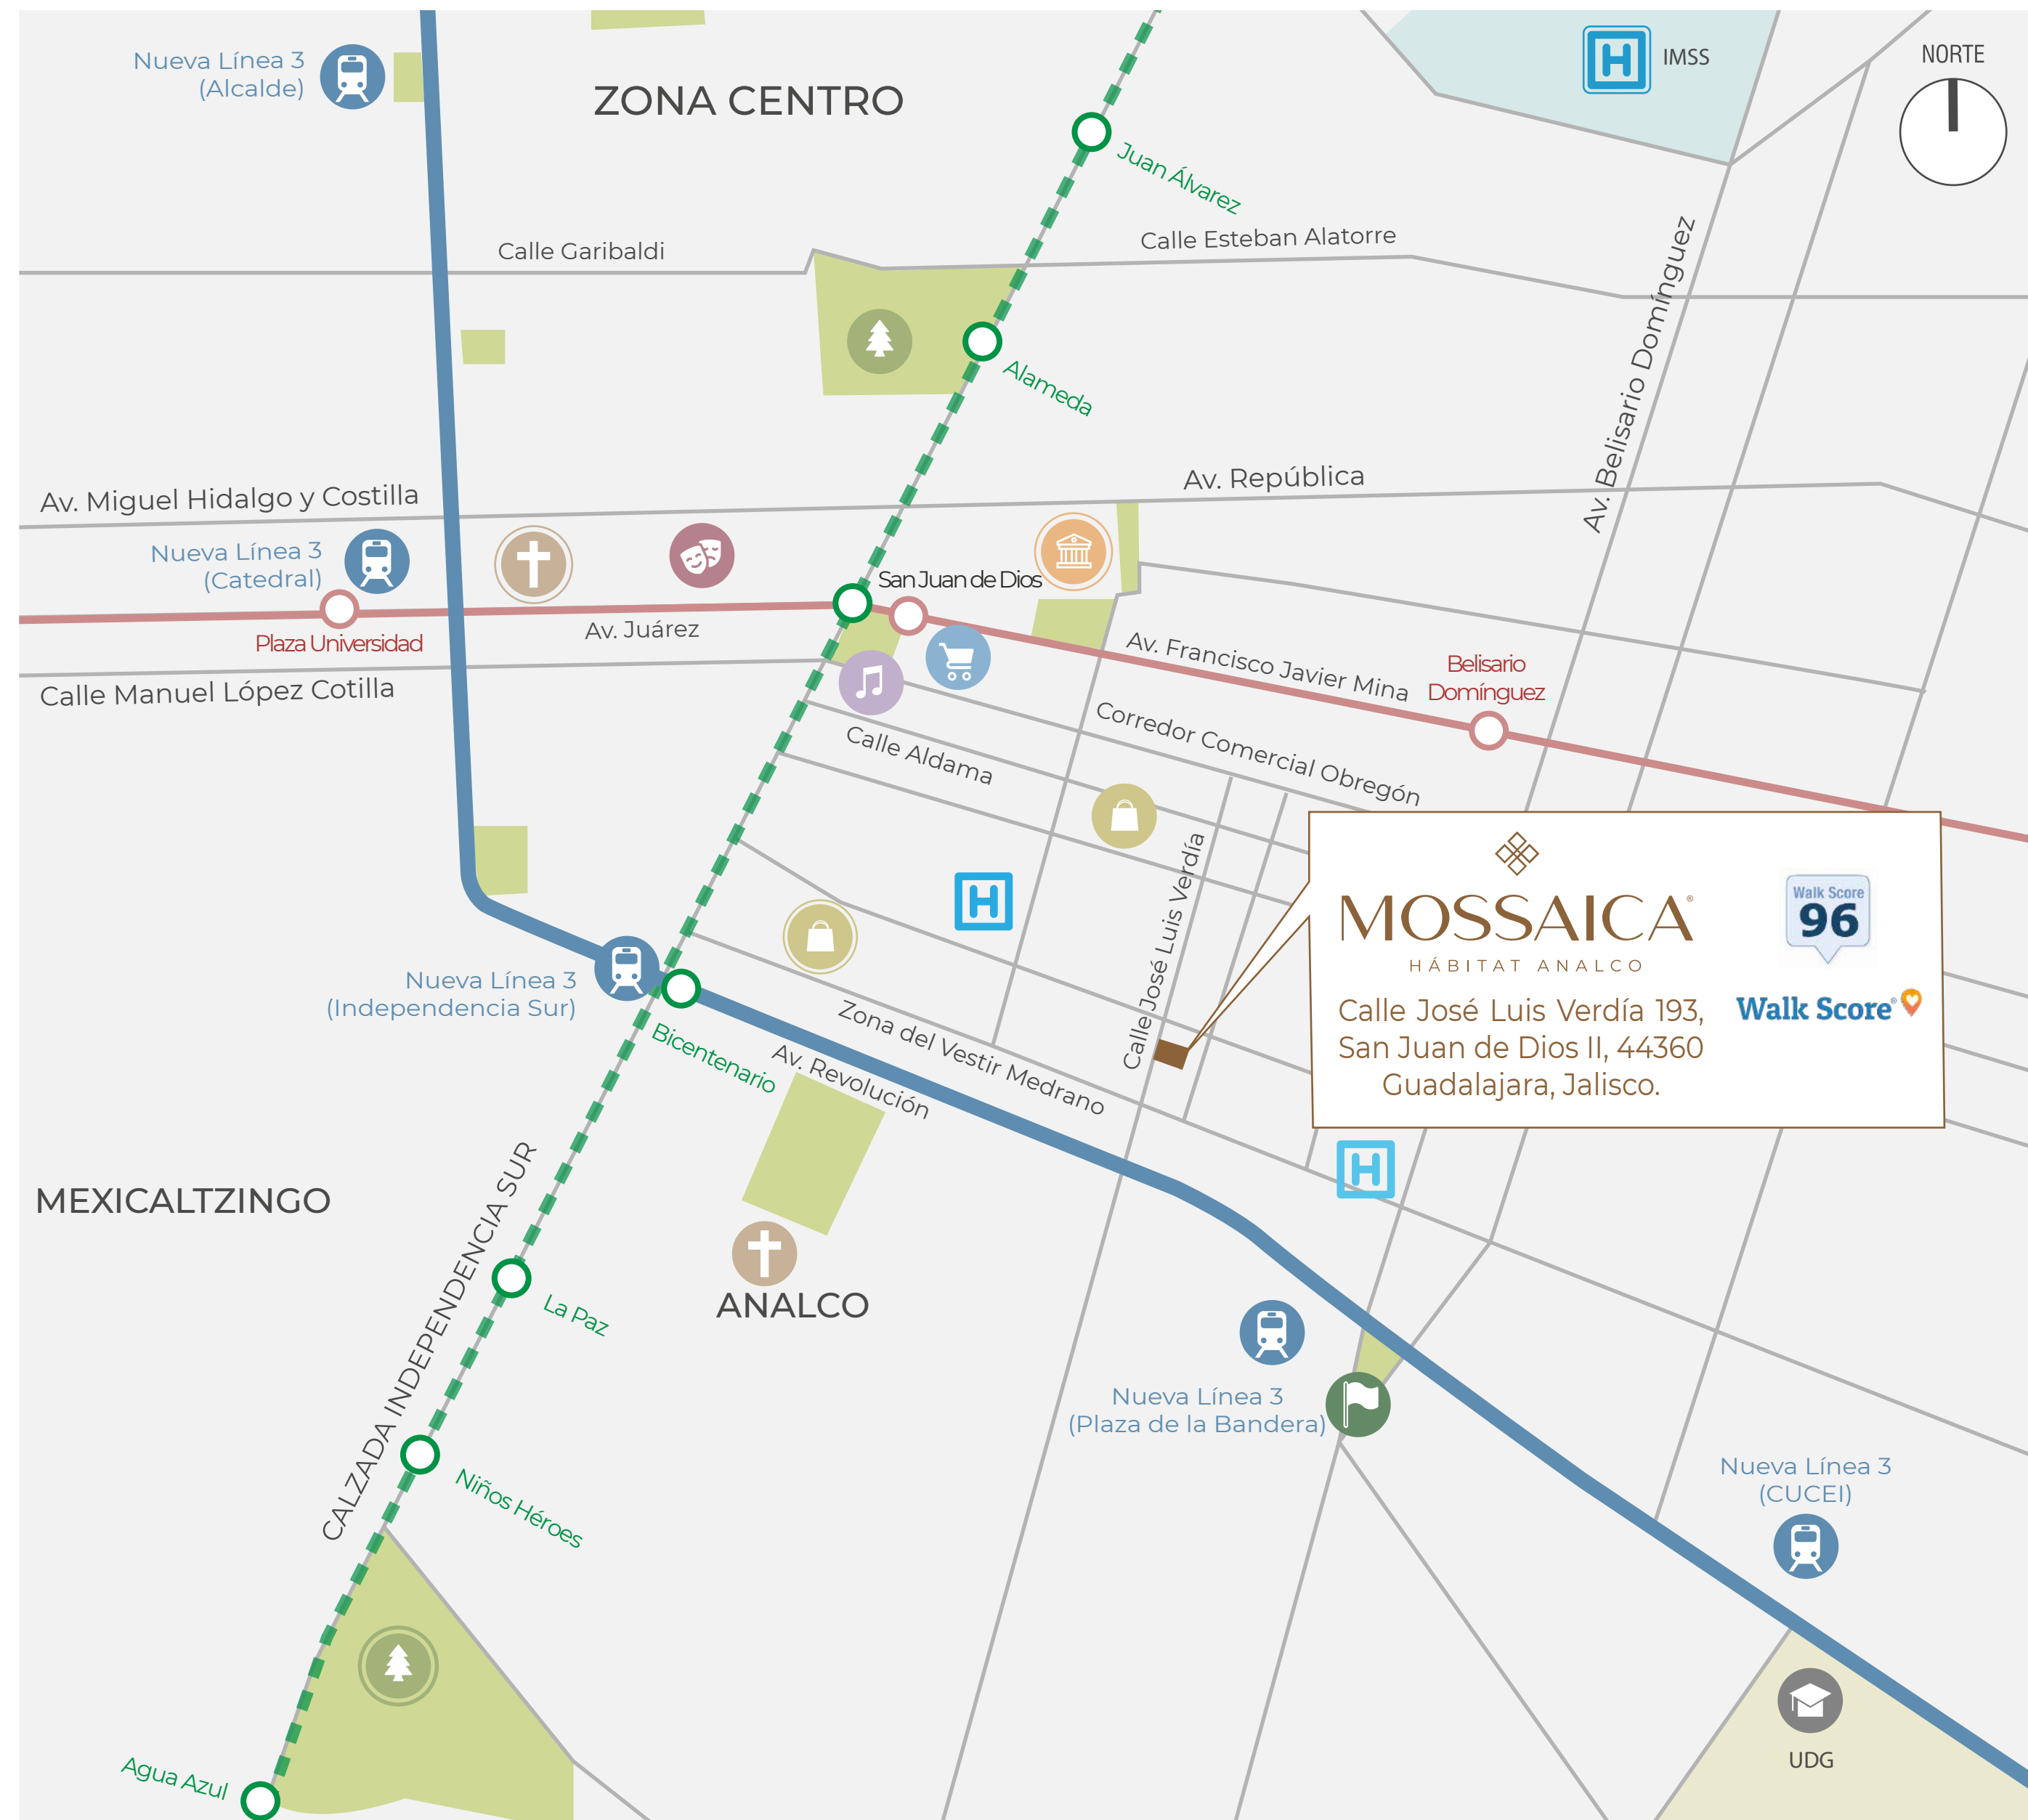 Nueva Línea 3
(Alcalde)
ZONA CENTRO
IMSS
NORTE
Juan Álvarez
Calle Garibaldi
Calle Esteban Alatorre
Av. Belisario Domínguez
Alameda
Av. Miguel Hidalgo y Costilla
Av. República
Nueva Línea 3
(Catedral)
San Juan de Dios
Plaza Universidad
Av. Juárez
Av. Francisco Javier Mina
Belisario
Domínguez
Calle Manuel López Cotilla
Corredor Comercial Obregón
Calle Aldama
Calle José Luis Verdía
MOSSAICA®
HÁBITAT ANALCO
Calle José Luis Verdía 193,
San Juan de Dios II, 44360
Guadalajara, Jalisco.
Walk Score
96
Walk Score®
Nueva Línea 3
(Independencia Sur)
Bicentenario
Zona del Vestir Medrano
Av. Revolución
MEXICALTZINGO
CALZADA INDEPENDENCIA SUR
ANALCO
La Paz
Nueva Línea 3
(Plaza de la Bandera)
Niños Héroes
Nueva Línea 3
(CUCEI)
UDG
Agua Azul